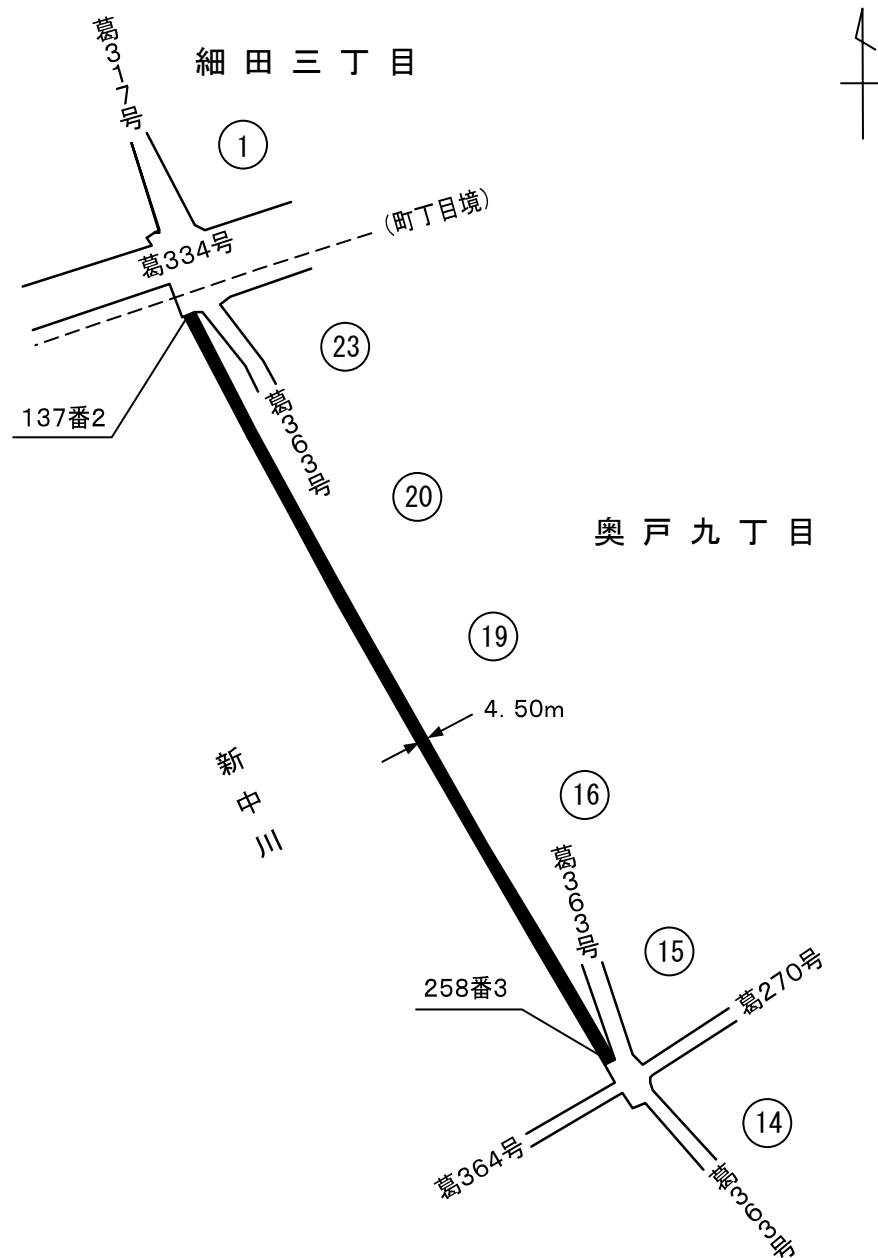 葛317号
細田三丁目
1
(町丁目境)
葛334号
23
137番2
葛363号
20
奥戸九丁目
19
4.50m
新中川
16
葛363号
15
258番3
葛270号
14
葛364号
葛363号